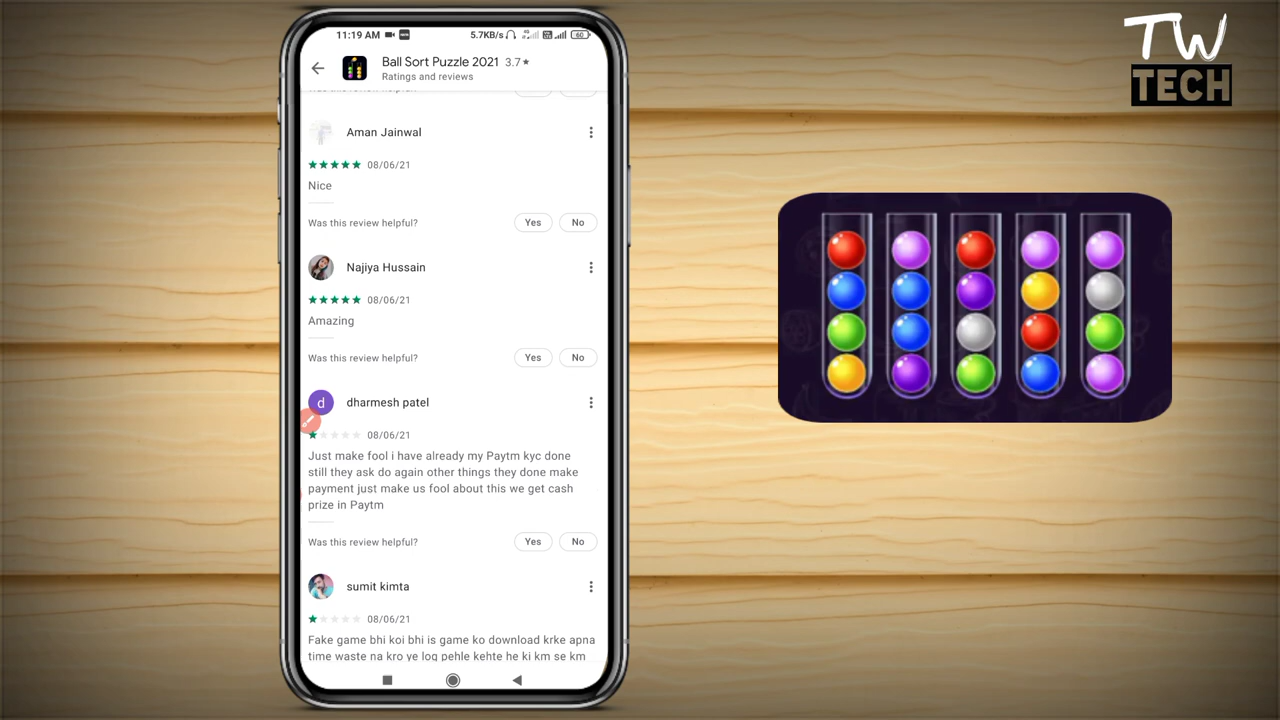 TW
TECH
11:19 AM
5.7KB/s
60
Ball Sort Puzzle 2021 3.7★
Ratings and reviews
Was this review helpful?
Aman Jainwal
08/06/21
Nice
Was this review helpful? Yes No
Najiya Hussain
08/06/21
Amazing
Was this review helpful? Yes No
d dharmesh patel
08/06/21
Just make fool i have already my Paytm kyc done
still they ask do again other things they done make
payment just make us fool about this we get cash
prize in Paytm
Was this review helpful? Yes No
sumit kimta
08/06/21
Fake game bhi koi bhi is game ko download krke apna
time waste na kro ye log pehle kehte he ki km se km